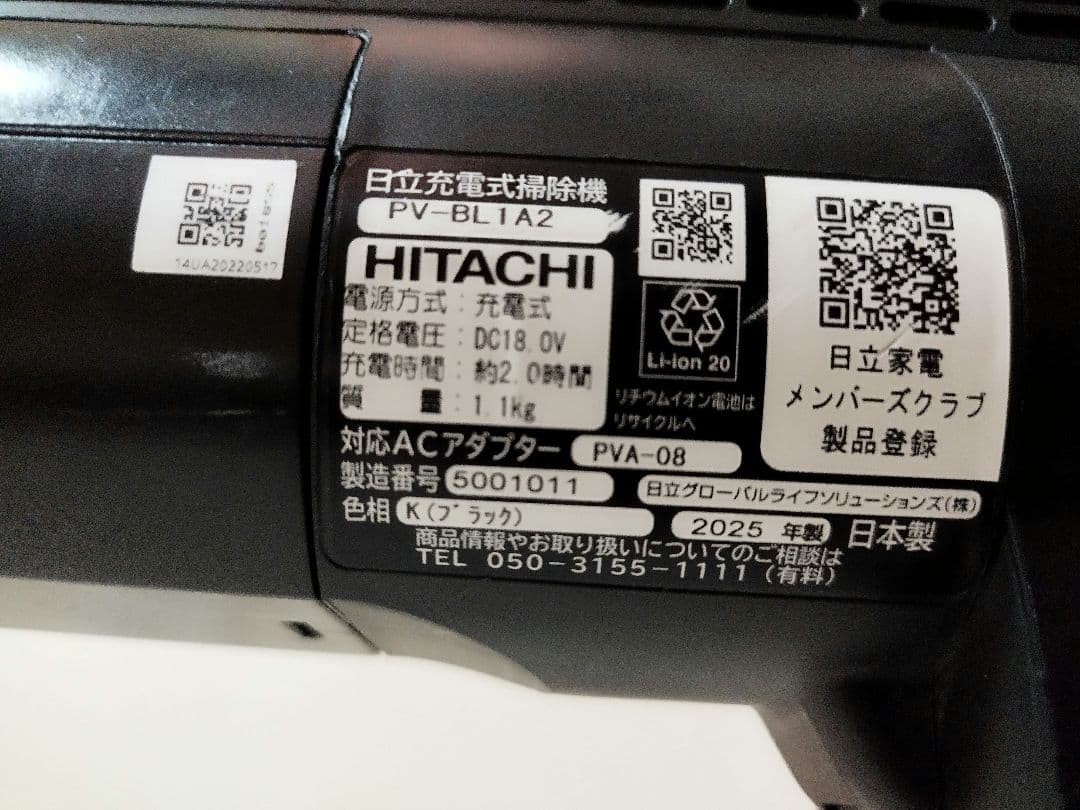 14UA20220517
日立充電式掃除機
PV-BL1A2
HITACHI
電源方式：充電式
定格電圧：DC18.0V
充電時間：約2.0時間
質　　量：1.1Kg
Li-ion 20
リチウムイオン電池は
リサイクルへ
対応ACアダプター PVA-08
製造番号 5001011
日立グローバルライフソリューションズ(株)
色相 K(ブラック)
2025 年製 日本製
商品情報やお取り扱いについてのご相談は
TEL 050-3155-1111(有料)
日立家電
メンバーズクラブ
製品登録